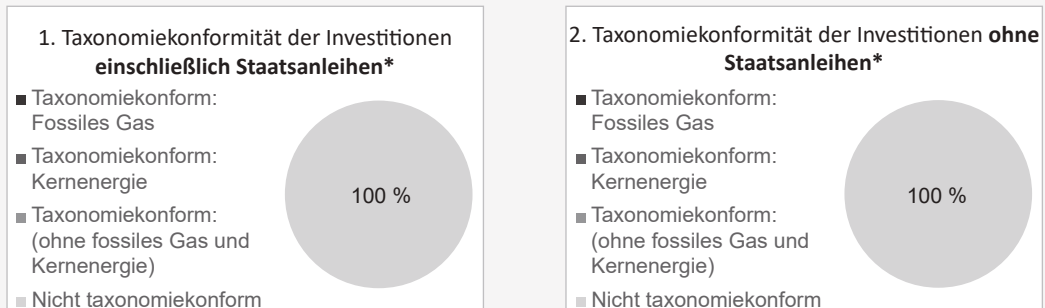 1. Taxonomiekonformität der Investitionen
einschließlich Staatsanleihen*
Taxonomiekonform:
Fossiles Gas
Taxonomiekonform:
Kernenergie
Taxonomiekonform:
(ohne fossiles Gas und
Kernenergie)
Nicht taxonomiekonform
100 %
2. Taxonomiekonformität der Investitionen ohne
Staatsanleihen*
Taxonomiekonform:
Fossiles Gas
Taxonomiekonform:
Kernenergie
Taxonomiekonform:
(ohne fossiles Gas und
Kernenergie)
Nicht taxonomiekonform
100 %